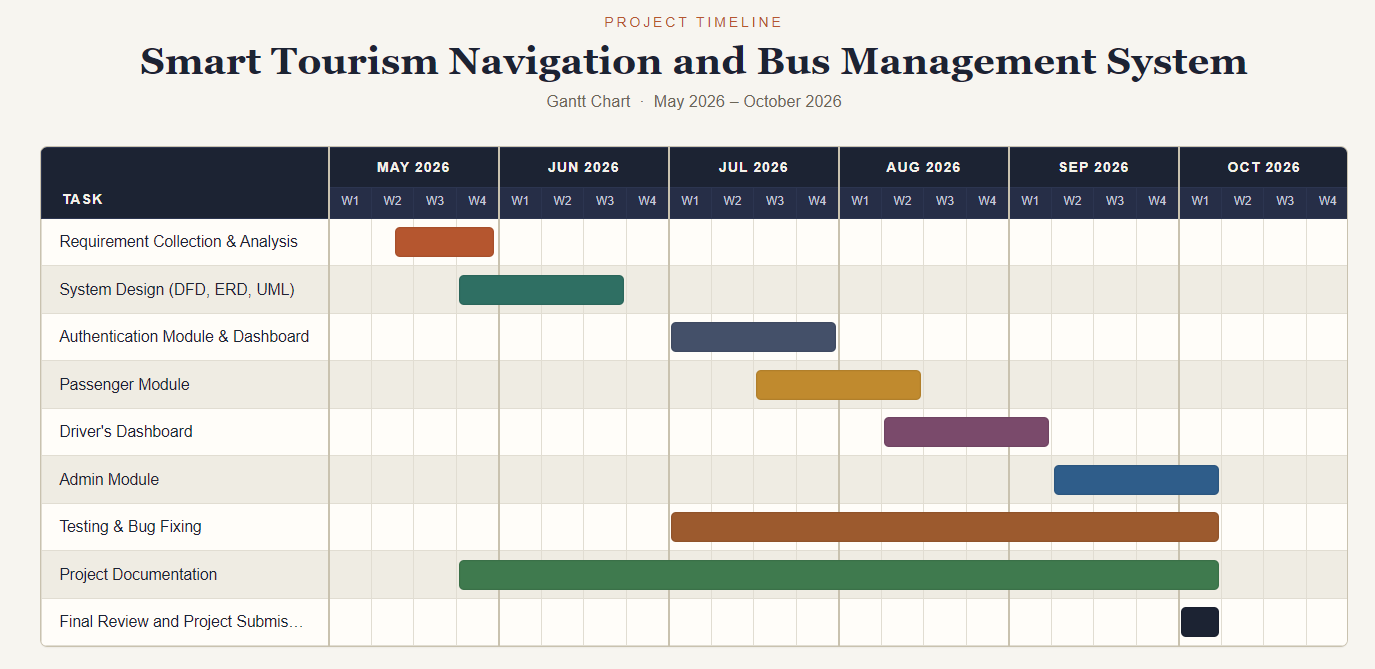 PROJECT TIMELINE
Smart Tourism Navigation and Bus Management System
Gantt Chart · May 2026 – October 2026
TASK
MAY 2026 JUN 2026 JUL 2026 AUG 2026 SEP 2026 OCT 2026
W1 W2 W3 W4 W1 W2 W3 W4 W1 W2 W3 W4 W1 W2 W3 W4 W1 W2 W3 W4 W1 W2 W3 W4
Requirement Collection & Analysis
System Design (DFD, ERD, UML)
Authentication Module & Dashboard
Passenger Module
Driver's Dashboard
Admin Module
Testing & Bug Fixing
Project Documentation
Final Review and Project Submis…